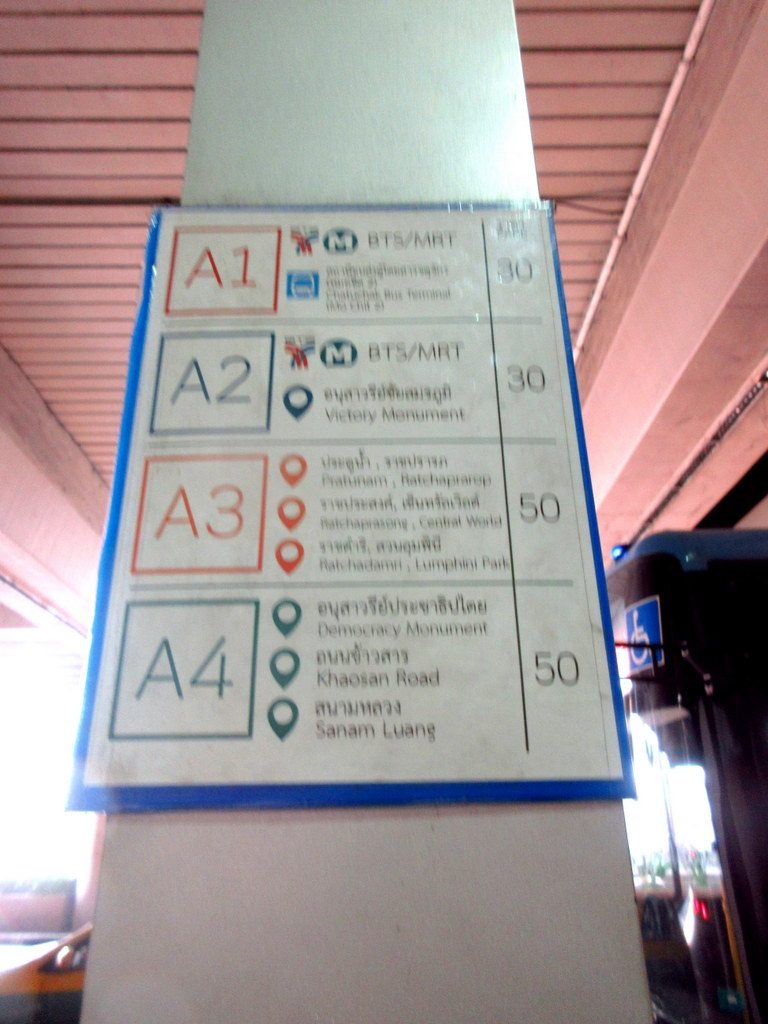 A1
BTS/MRT
Chatuchak Bus Terminal
30
A2
BTS/MRT
อนุสาวรีย์ชัยสมรภูมิ
Victory Monument
30
A3
ประตูน้ำ , ราชปรารภ
Pratunam , Ratchaprarop
ราชประสงค์, เซ็นทรัลเวิลด์
Ratchaprasong , Central World
ราชดำริ, สวนลุมพินี
Ratchadamri , Lumphini Park
50
A4
อนุสาวรีย์ประชาธิปไตย
Democracy Monument
ถนนข้าวสาร
Khaosan Road
สนามหลวง
Sanam Luang
50